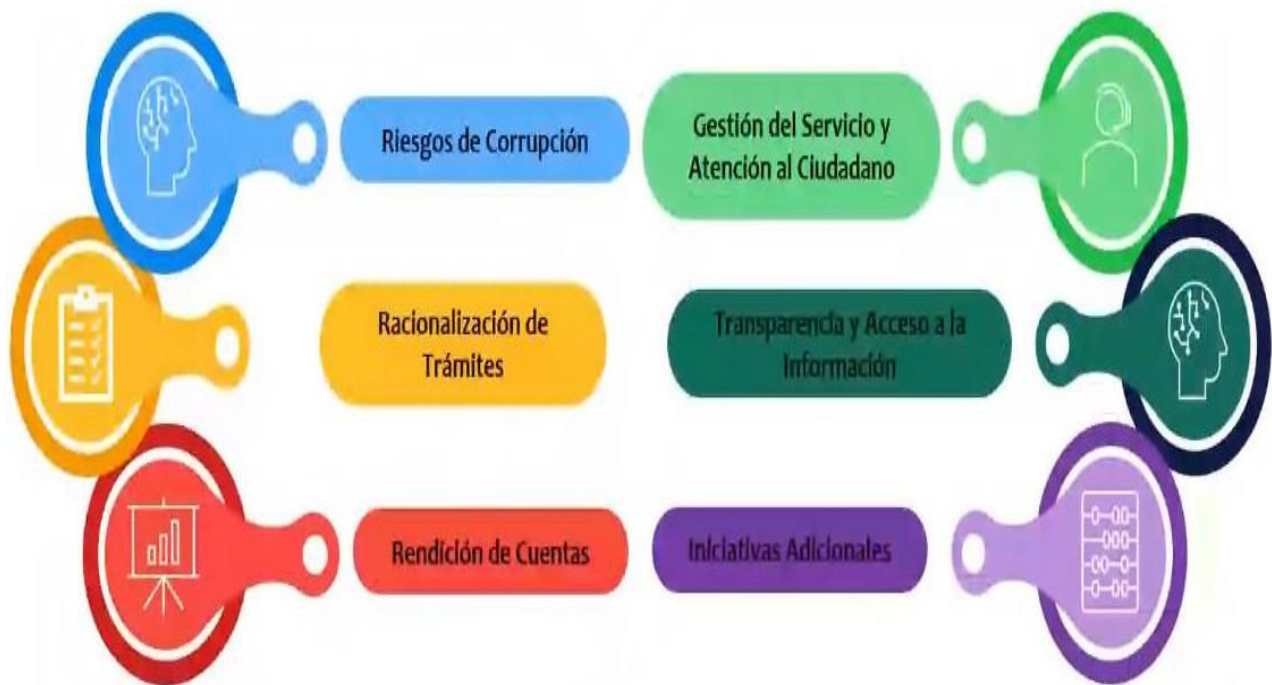 Riesgos de Corrupción
Gestión del Servicio y
Atención al Ciudadano
Racionalización de
Trámites
Transparencia y Acceso a la
Información
Rendición de Cuentas
Iniciativas Adicionales